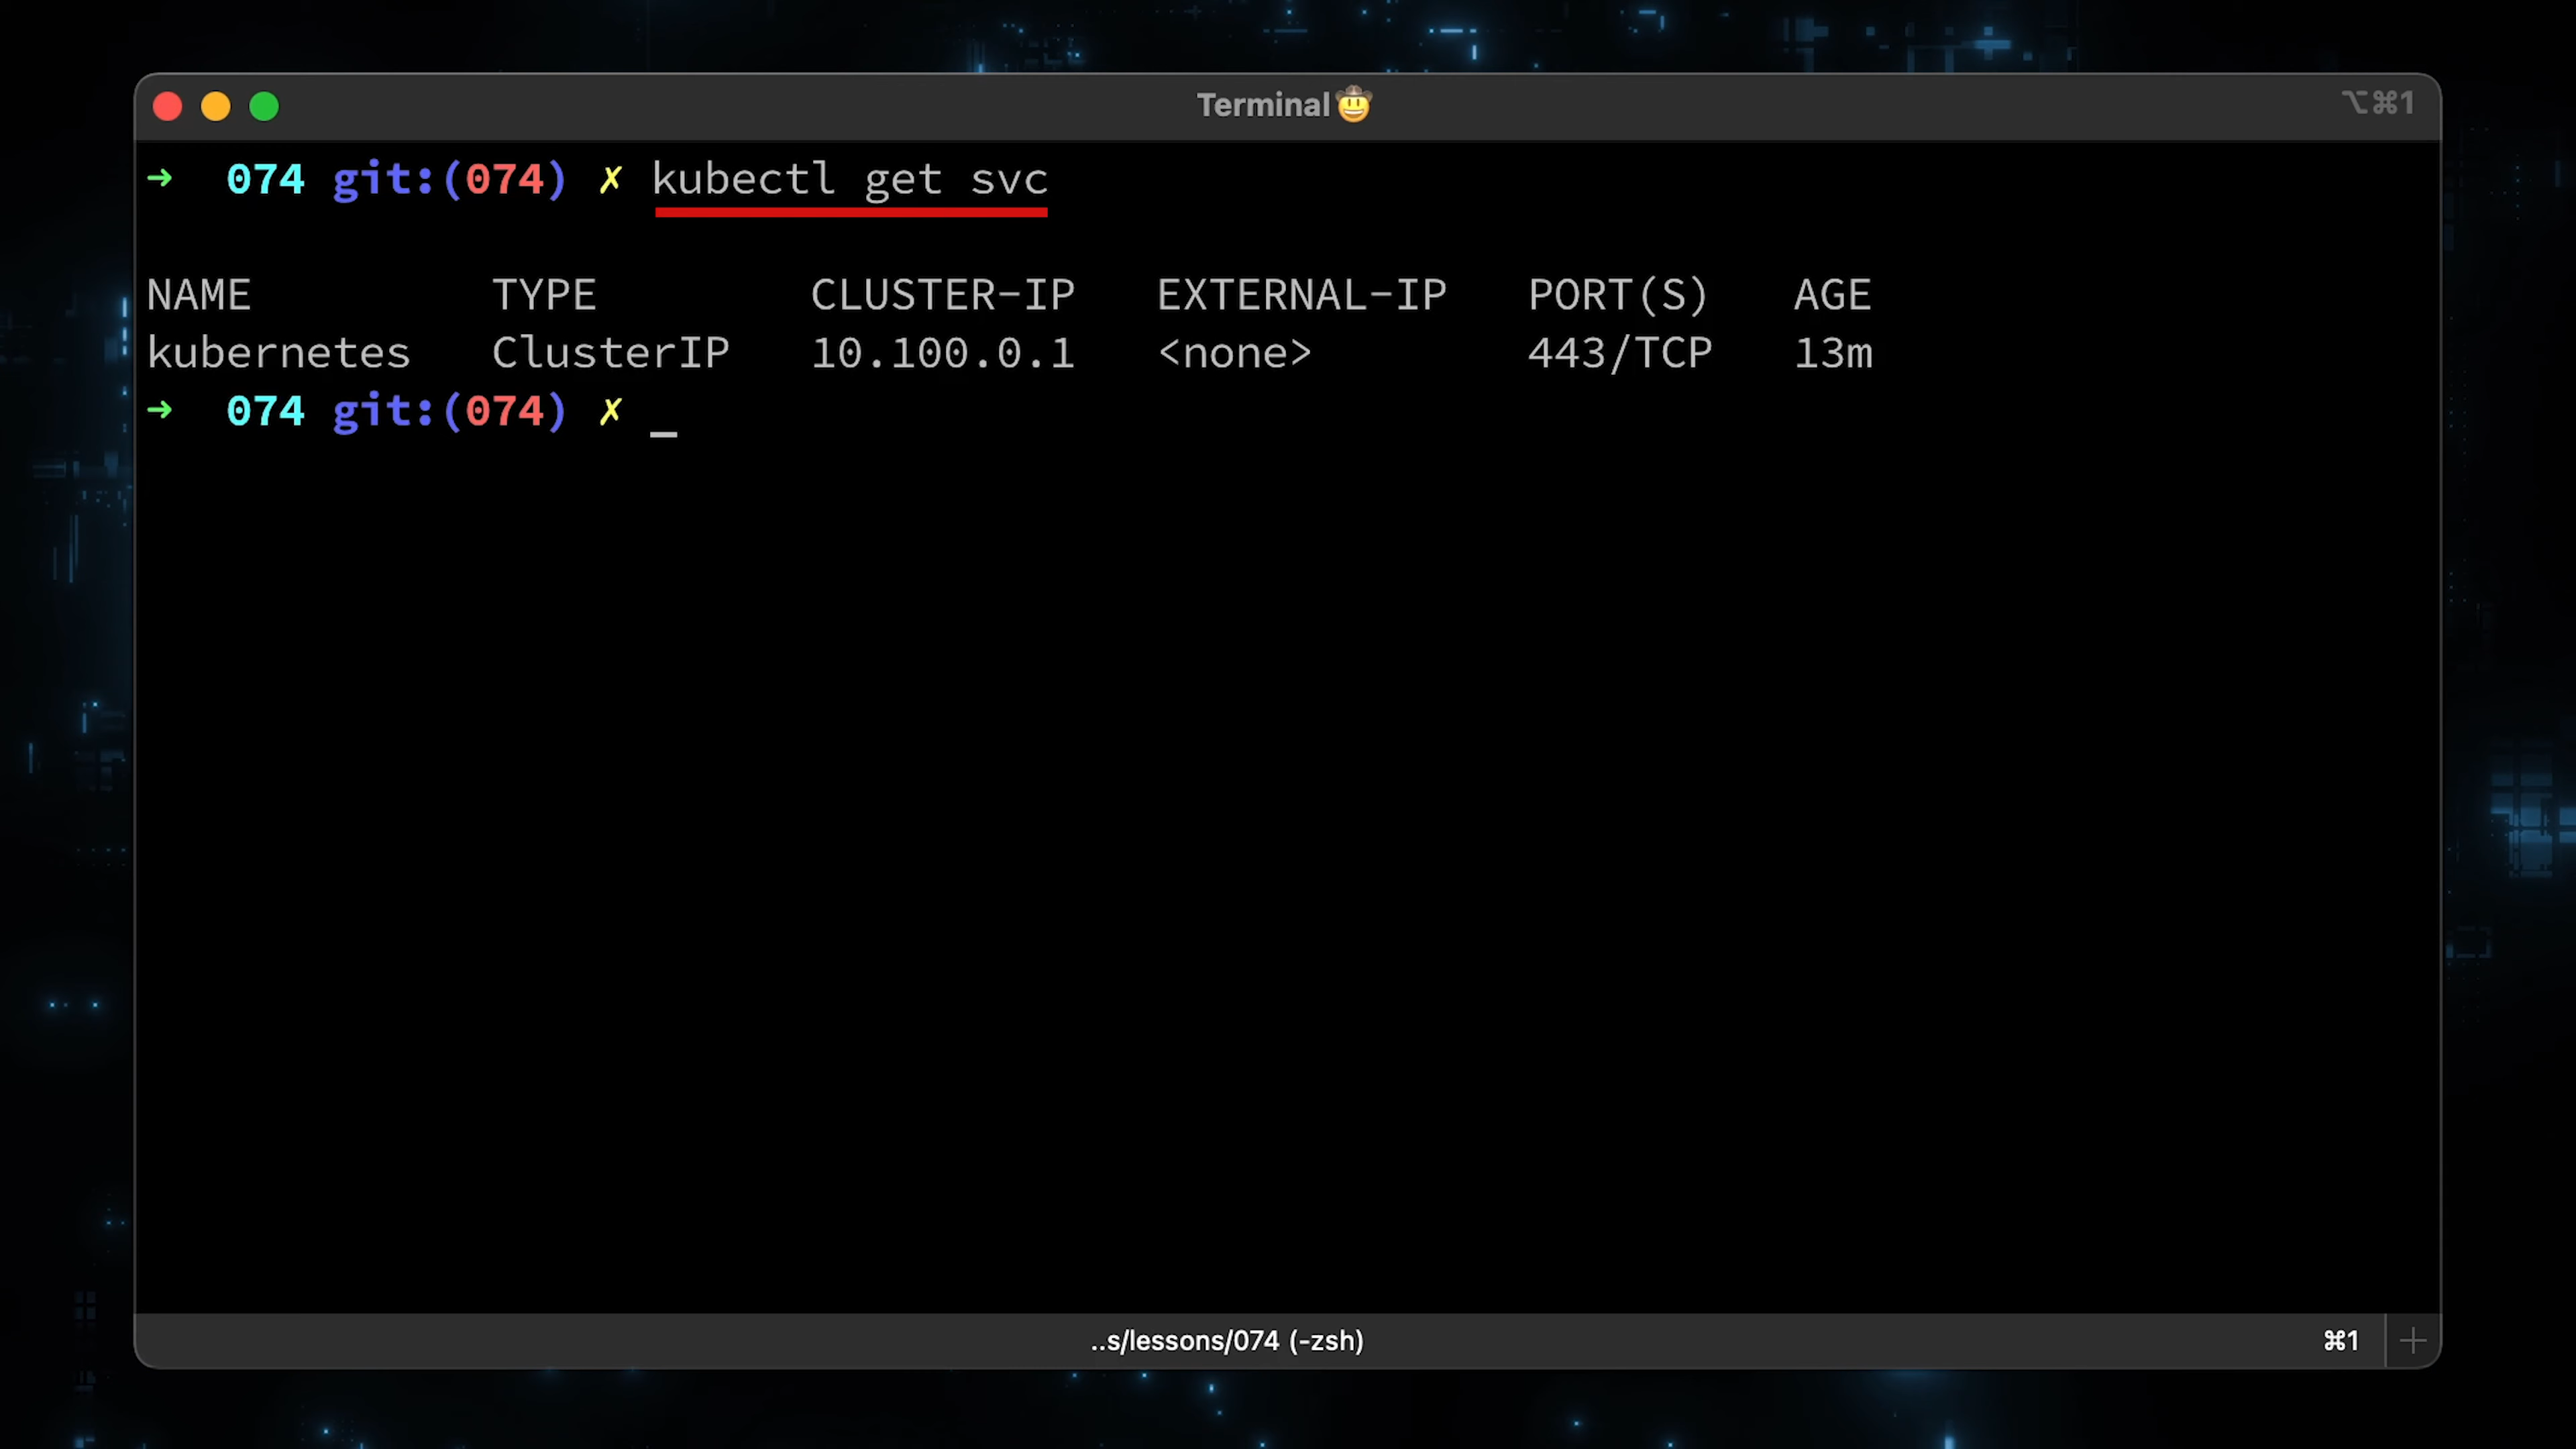 Terminal🤠 ⌥⌘1
➜ 074 git:(074) ✗ kubectl get svc
NAME TYPE CLUSTER-IP EXTERNAL-IP PORT(S) AGE
kubernetes ClusterIP 10.100.0.1 <none> 443/TCP 13m
➜ 074 git:(074) ✗ _
..s/lessons/074 (-zsh) ⌘1 +